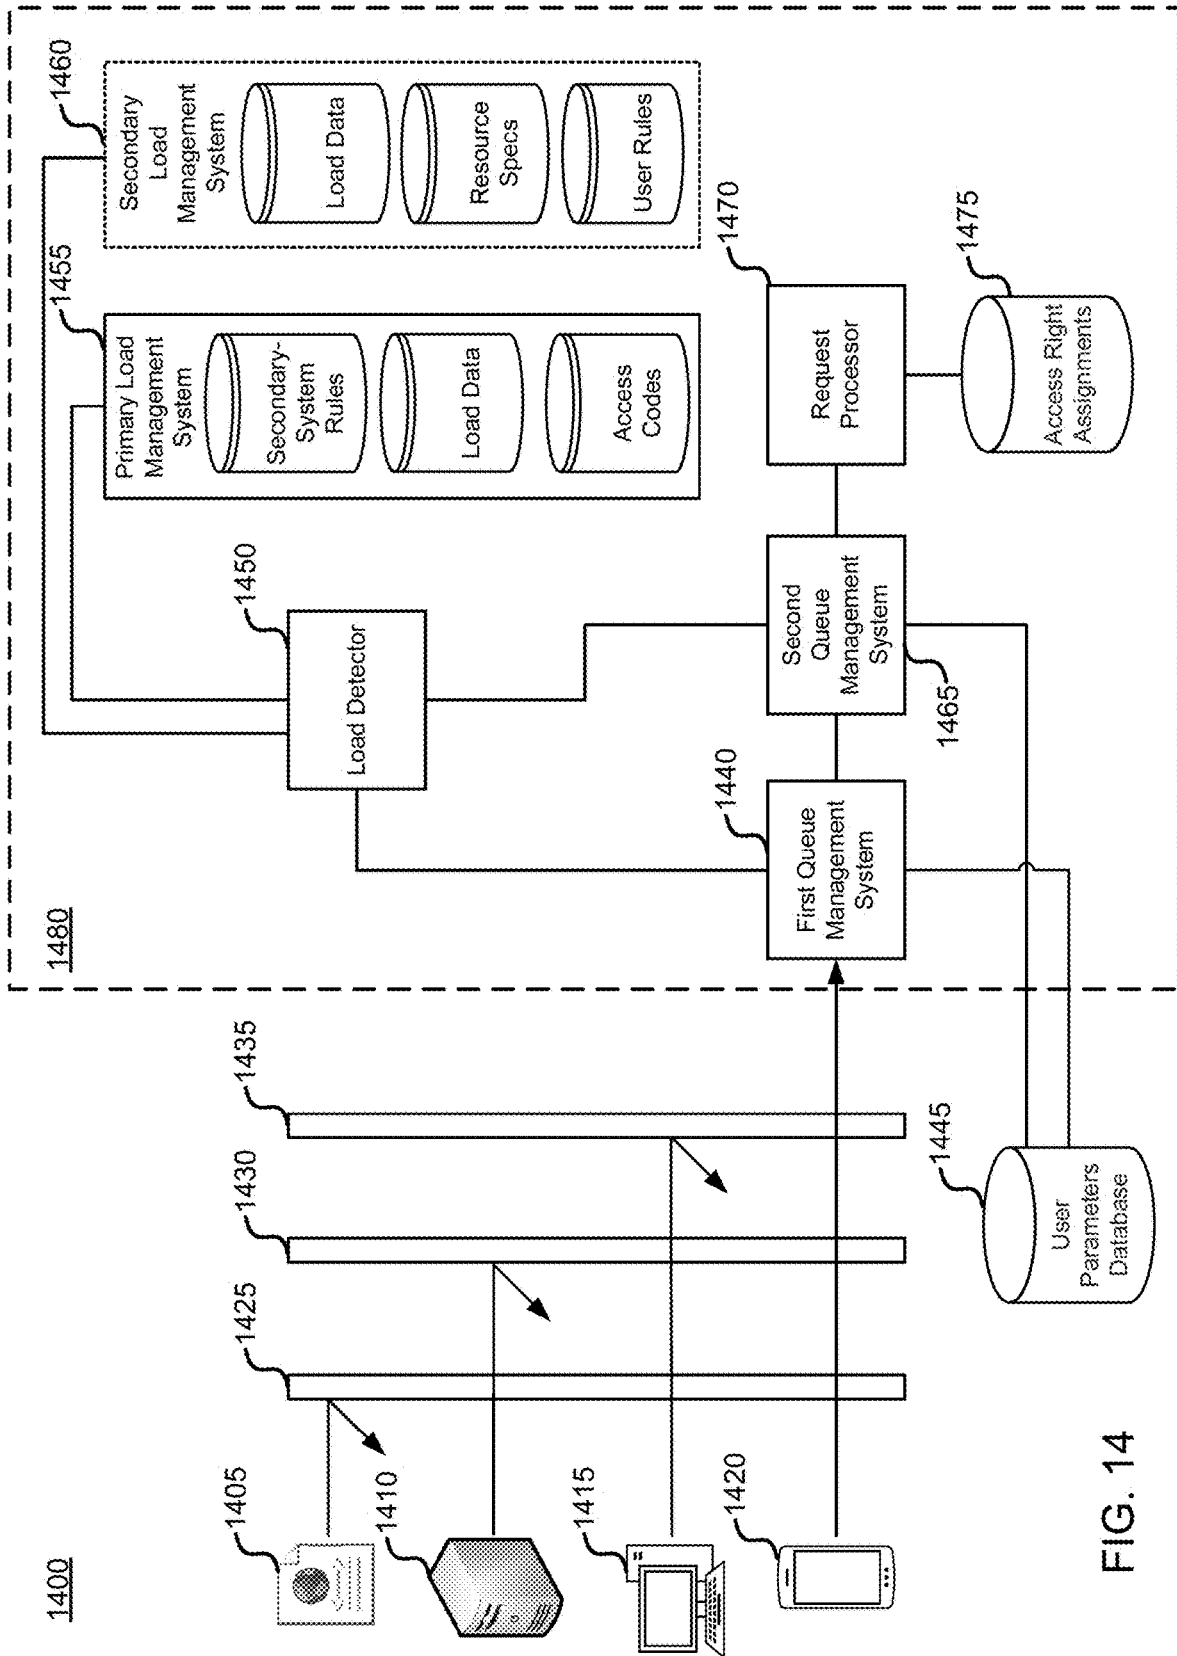 1400
1405
1410
1415
1420
1425
1430
1435
1445
User
Parameters
Database
1480
1440
First Queue
Management
System
1450
Load Detector
1465
Second
Queue
Management
System
1455
Primary Load
Management
System
Secondary-
System
Rules
Load Data
Access
Codes
1460
Secondary
Load
Management
System
Load Data
Resource
Specs
User Rules
1470
Request
Processor
1475
Access Right
Assignments
FIG. 14